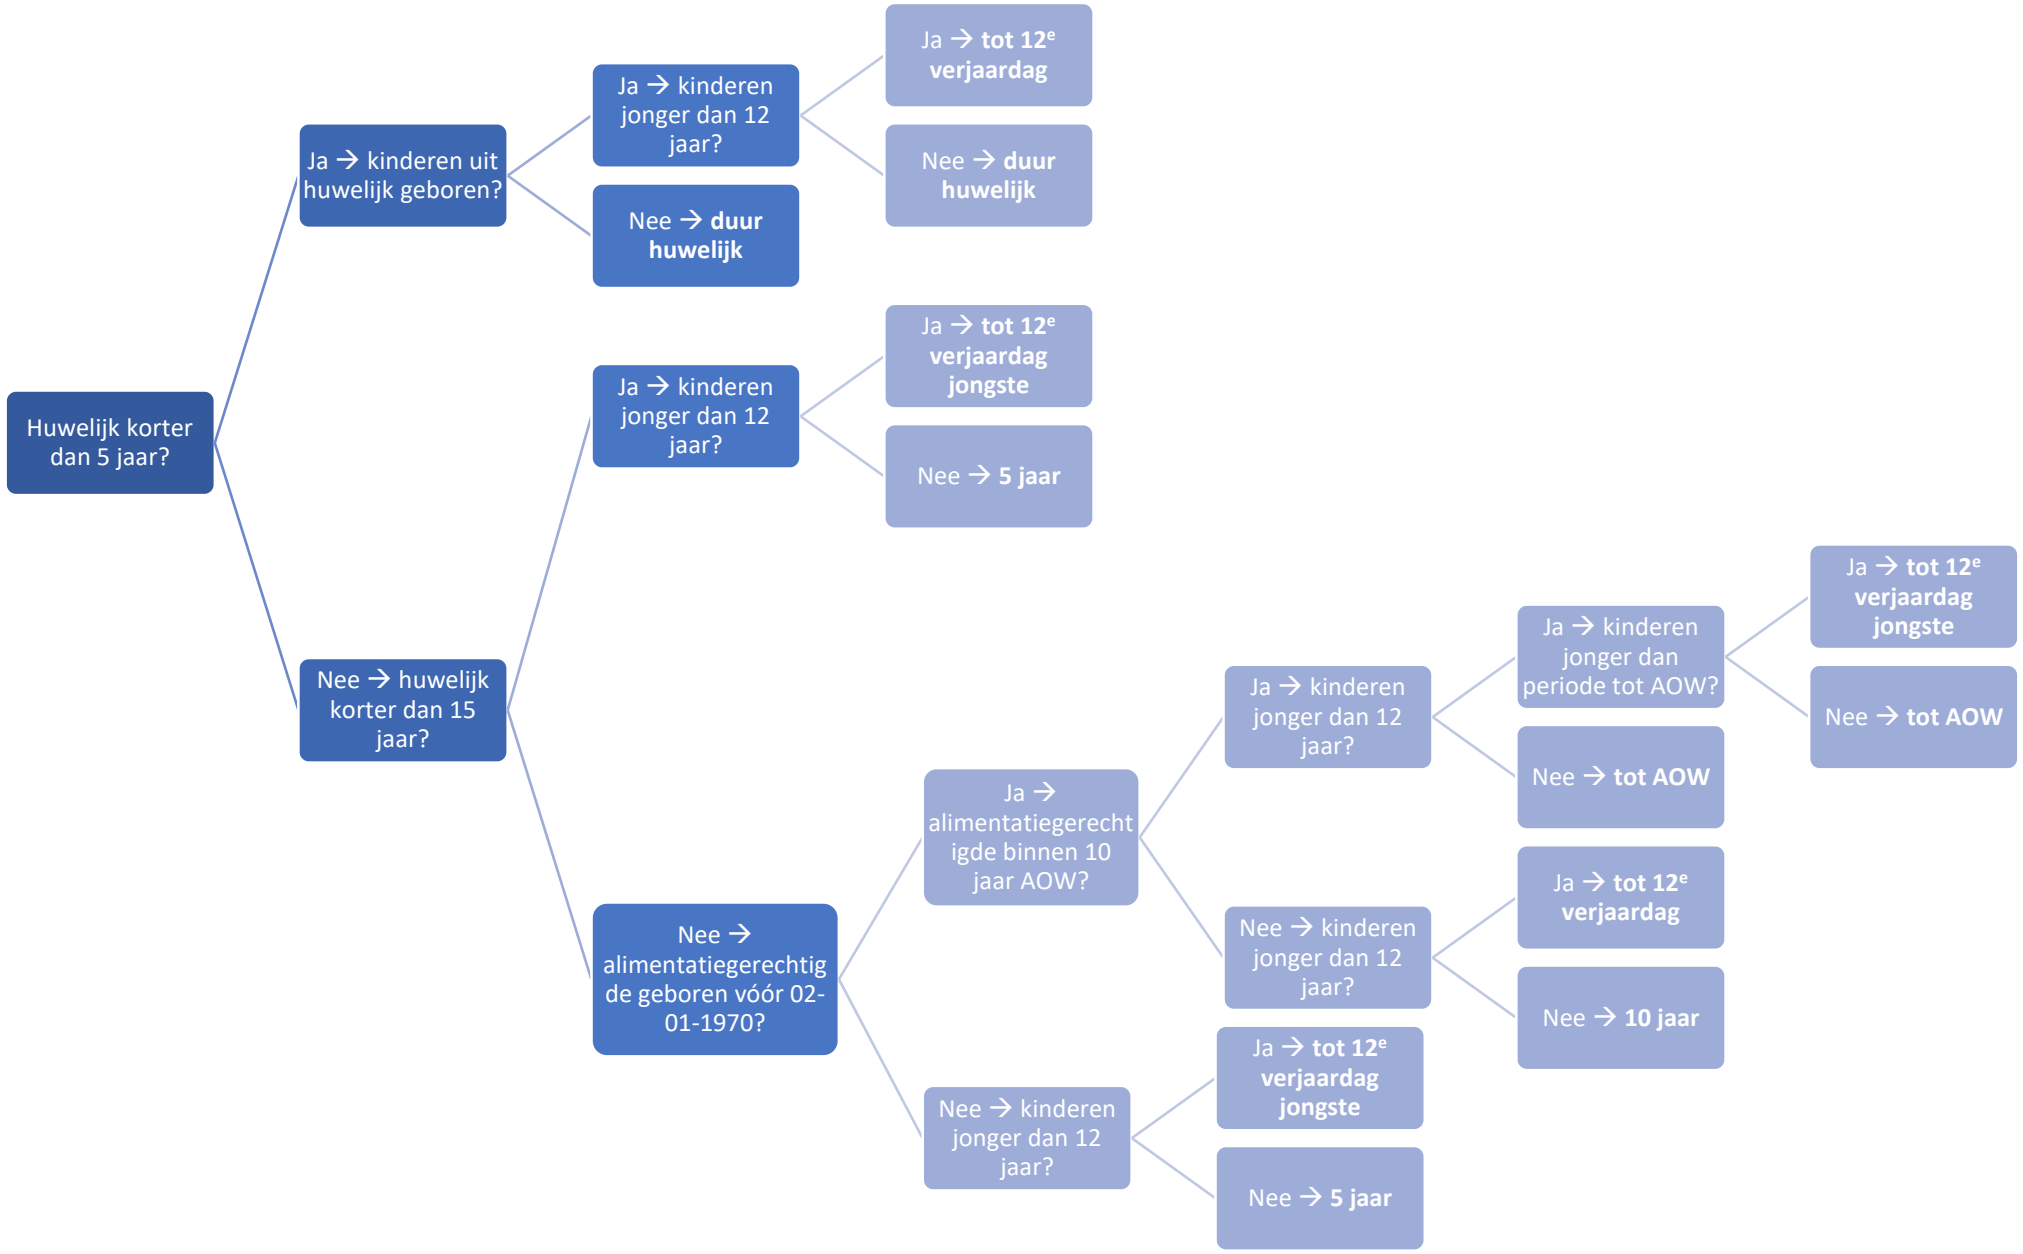 Huwelijk korter
dan 5 jaar?
Ja → kinderen uit
huwelijk geboren?
Ja → kinderen
jonger dan 12
jaar?
Ja → tot 12e
verjaardag
Nee → duur
huwelijk
Nee → duur
huwelijk
Nee → huwelijk
korter dan 15
jaar?
Ja → kinderen
jonger dan 12
jaar?
Ja → tot 12e
verjaardag
jongste
Nee → 5 jaar
Nee →
alimentatiegerechtig
de geboren vóór 02-
01-1970?
Ja →
alimentatiegerecht
igde binnen 10
jaar AOW?
Ja → kinderen
jonger dan 12
jaar?
Ja → kinderen
jonger dan
periode tot AOW?
Ja → tot 12e
verjaardag
jongste
Nee → tot AOW
Nee → tot AOW
Nee → kinderen
jonger dan 12
jaar?
Ja → tot 12e
verjaardag
Nee → 10 jaar
Nee → kinderen
jonger dan 12
jaar?
Ja → tot 12e
verjaardag
jongste
Nee → 5 jaar